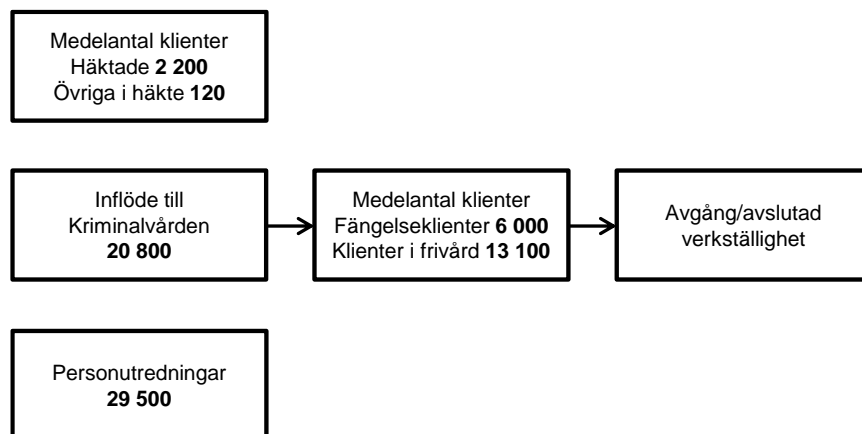 Medelantal klienter
Häktade 2 200
Övriga i häkte 120
Inflöde till
Kriminalvården
20 800
Medelantal klienter
Fängelseklienter 6 000
Klienter i frivård 13 100
Avgång/avslutad
verkställighet
Personutredningar
29 500